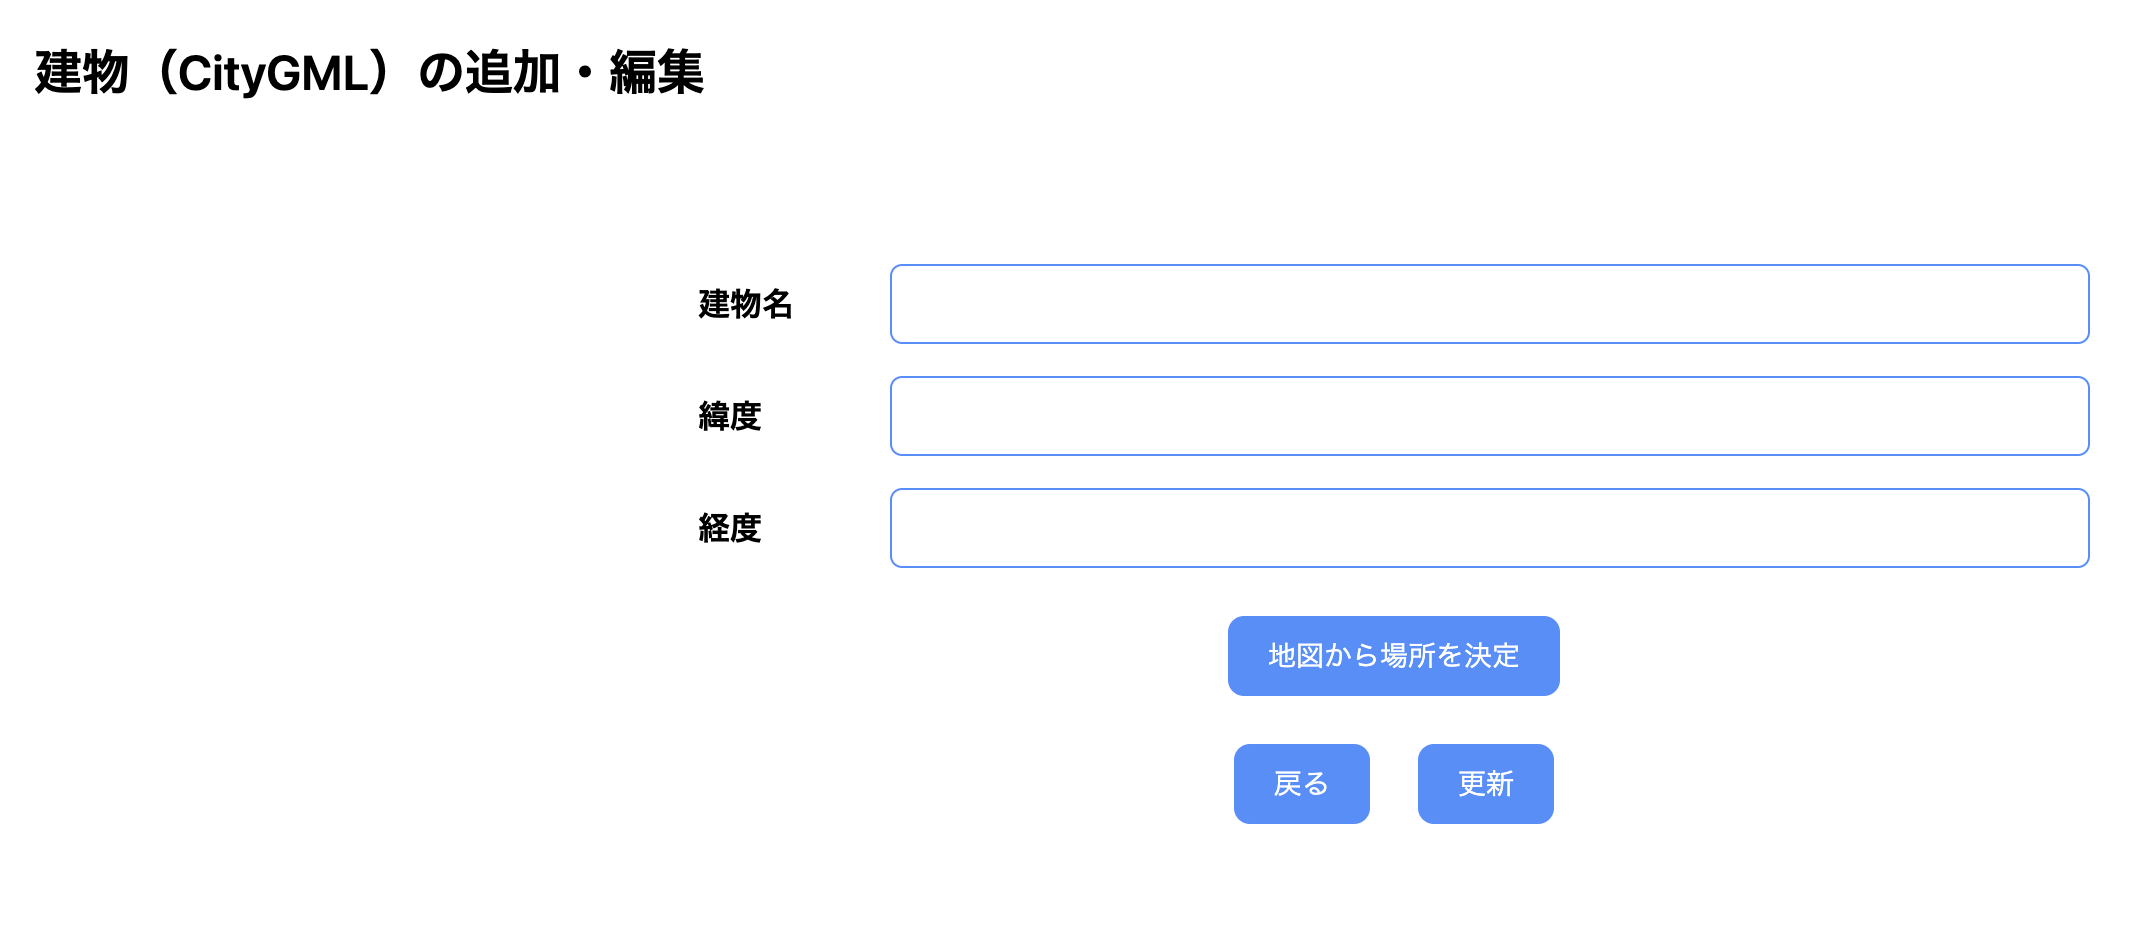 建物（CityGML）の追加・編集
建物名
緯度
経度
地図から場所を決定
戻る
更新